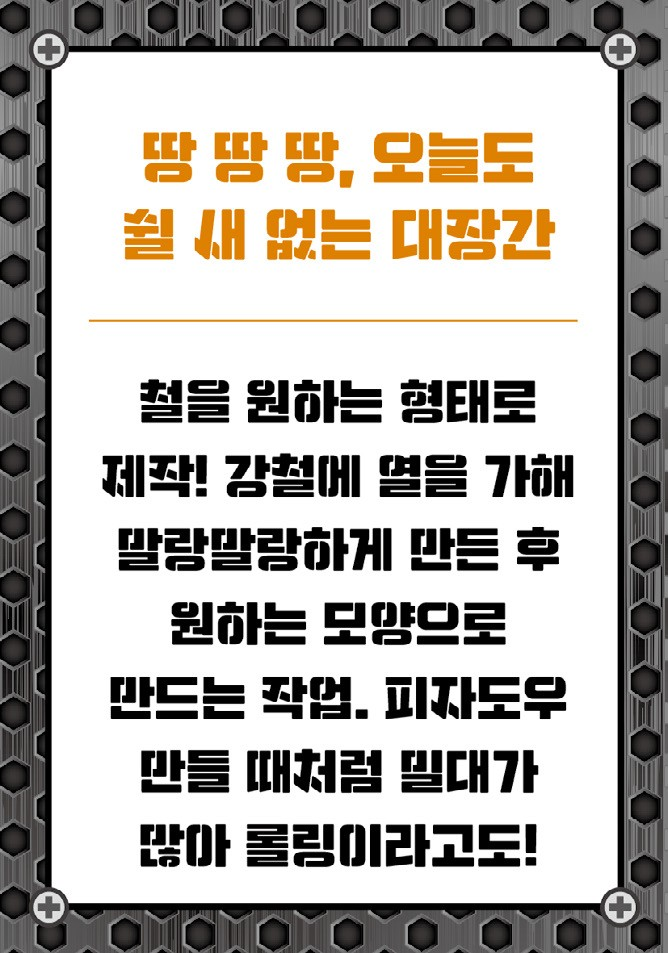 땅 땅 땅, 오늘도
쉴 새 없는 대장간
철을 원하는 형태로
제작! 강철에 열을 가해
말랑말랑하게 만든 후
원하는 모양으로
만드는 작업. 피자도우
만들 때처럼 밀대가
많아 롤링이라고도!